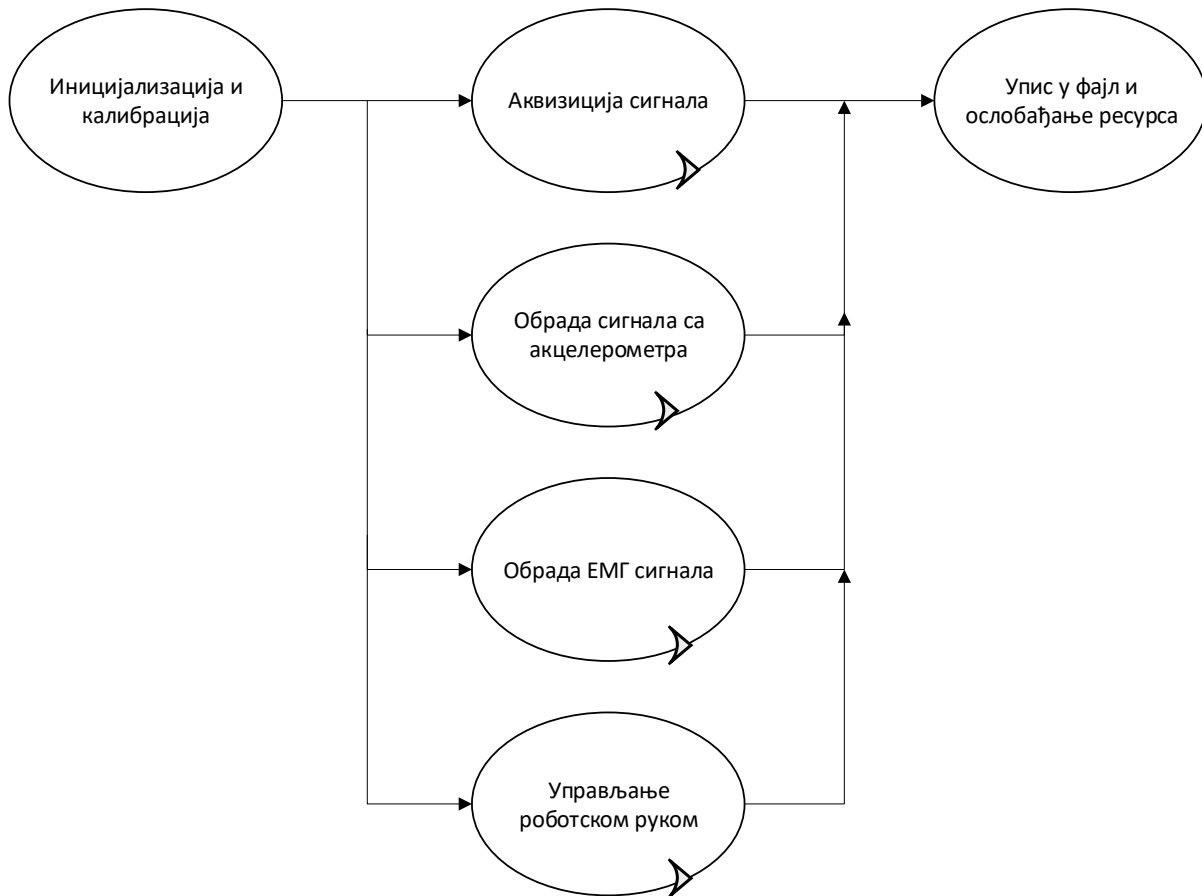 Иницијализација и
калибрација
Аквизиција сигнала
Упис у фајл и
ослобађање ресурса
Обрада сигнала са
акцелерометра
Обрада ЕМГ сигнала
Управљање
роботском руком